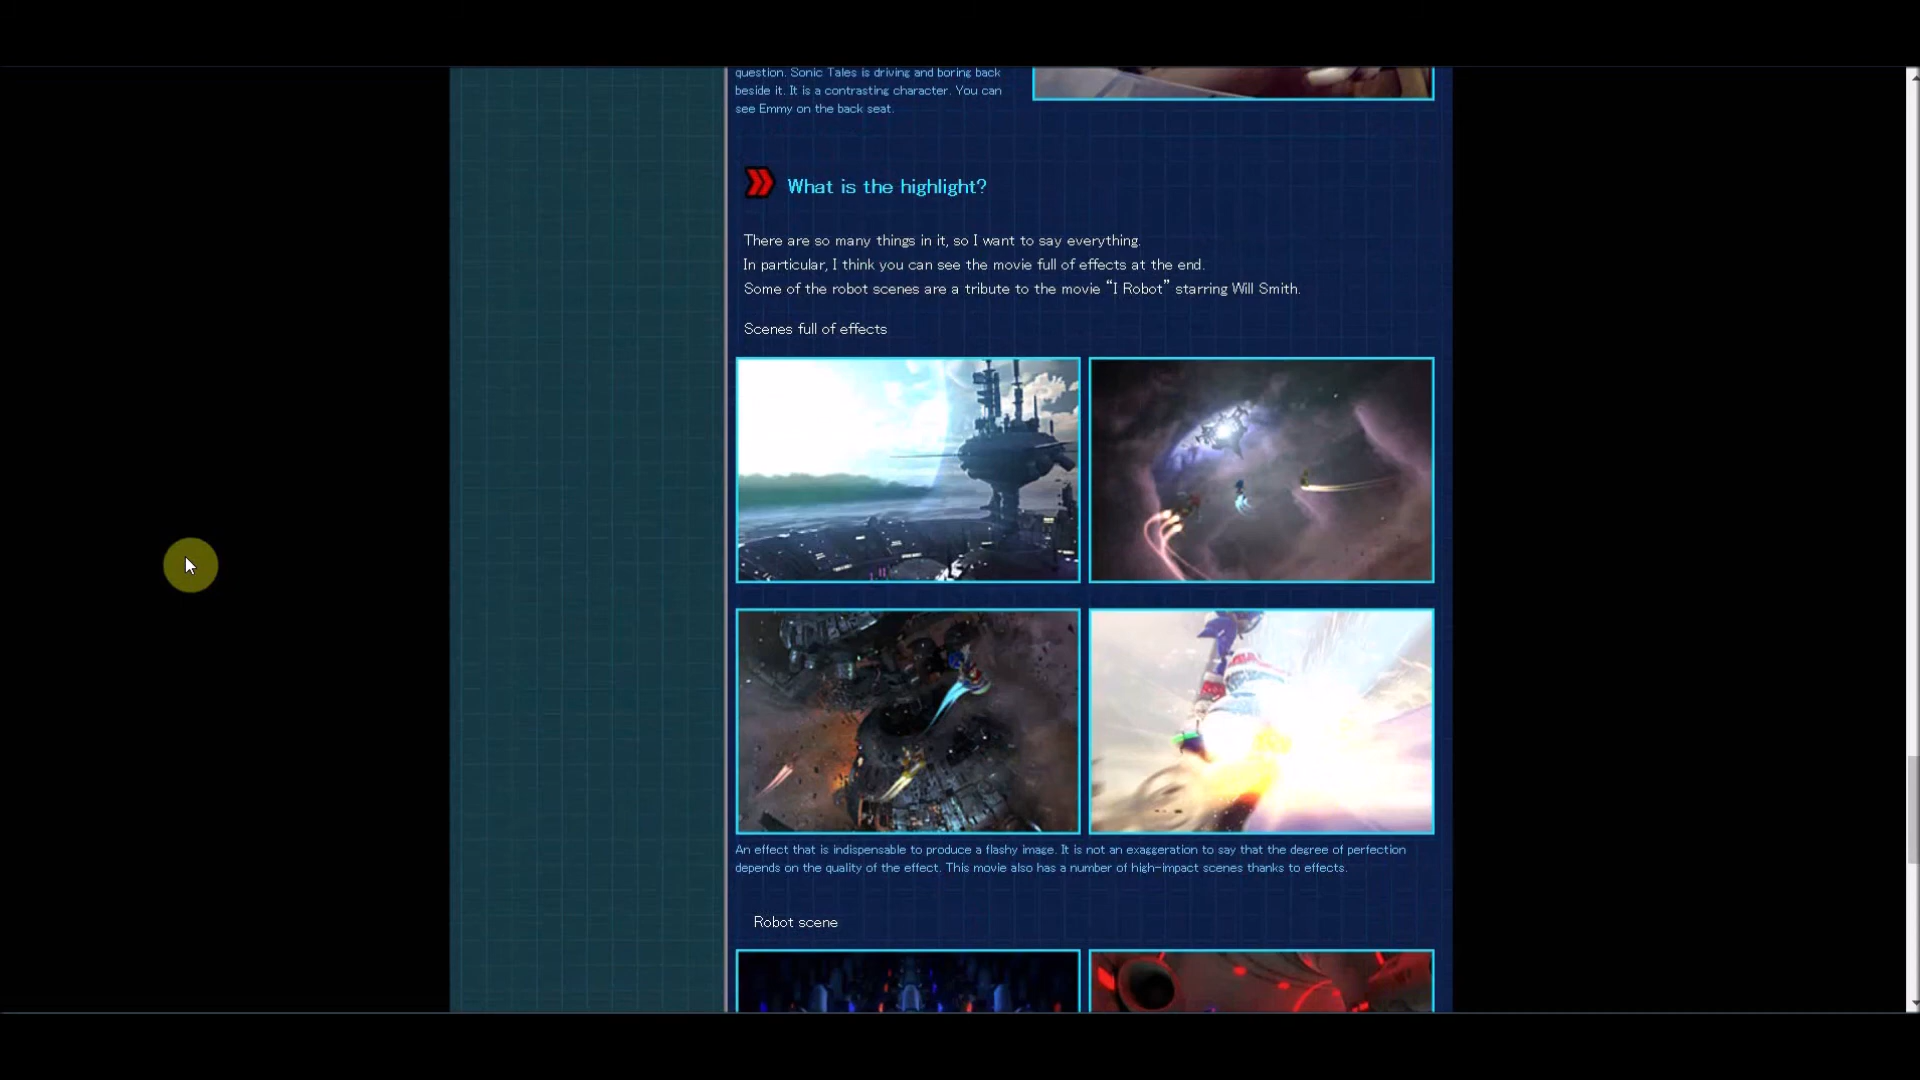 question. Sonic Tales is driving and boring back
beside it. It is a contrasting character. You can
see Emmy on the back seat.
What is the highlight?
There are so many things in it, so I want to say everything.
In particular, I think you can see the movie full of effects at the end.
Some of the robot scenes are a tribute to the movie “I Robot” starring Will Smith.
Scenes full of effects
An effect that is indispensable to produce a flashy image. It is not an exaggeration to say that the degree of perfection
depends on the quality of the effect. This movie also has a number of high-impact scenes thanks to effects.
Robot scene